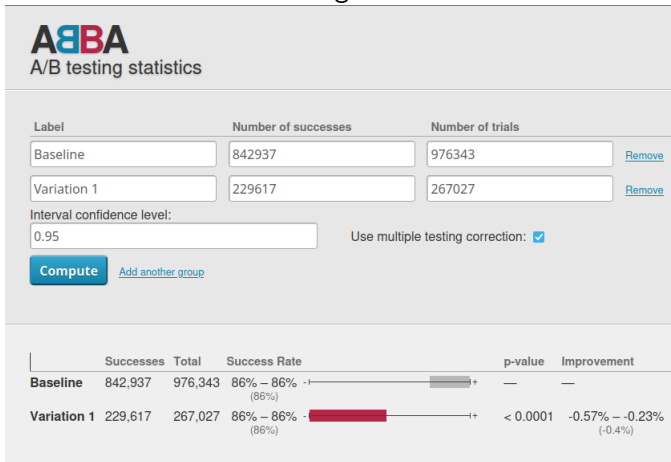 ABBA
A/B testing statistics
Label Number of successes Number of trials
Baseline 842937 976343 Remove
Variation 1 229617 267027 Remove
Interval confidence level:
0.95 Use multiple testing correction:
Compute Add another group
Successes Total Success Rate p-value Improvement
Baseline 842,937 976,343 86% – 86% - + — —
(86%)
Variation 1 229,617 267,027 86% – 86% - + < 0.0001 -0.57% – -0.23%
(86%) (-0.4%)